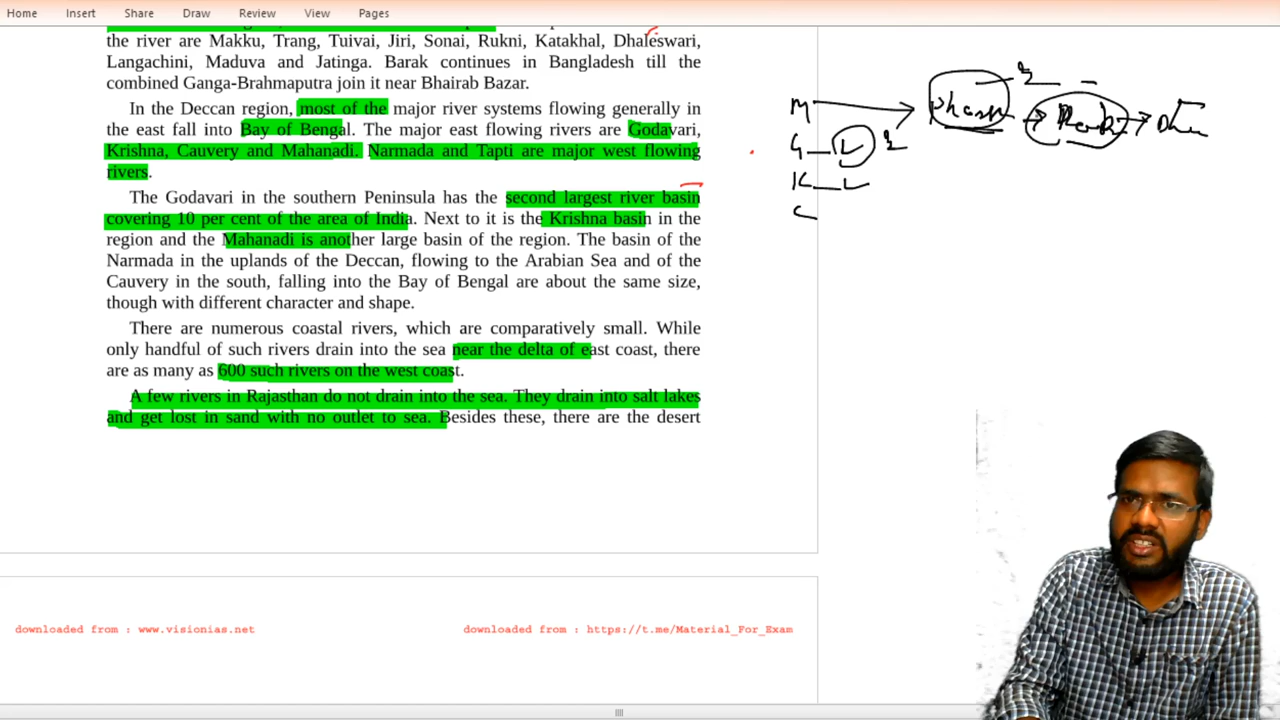 Home Insert Share Draw Review View Pages
the river are Makku, Trang, Tuivai, Jiri, Sonai, Rukni, Katakhal, Dhaleswari,
Langachini, Maduva and Jatinga. Barak continues in Bangladesh till the
combined Ganga-Brahmaputra join it near Bhairab Bazar.
In the Deccan region, most of the major river systems flowing generally in
the east fall into Bay of Bengal. The major east flowing rivers are Godavari,
Krishna, Cauvery and Mahanadi. Narmada and Tapti are major west flowing
rivers.
The Godavari in the southern Peninsula has the second largest river basin
covering 10 per cent of the area of India. Next to it is the Krishna basin in the
region and the Mahanadi is another large basin of the region. The basin of the
Narmada in the uplands of the Deccan, flowing to the Arabian Sea and of the
Cauvery in the south, falling into the Bay of Bengal are about the same size,
though with different character and shape.
There are numerous coastal rivers, which are comparatively small. While
only handful of such rivers drain into the sea near the delta of east coast, there
are as many as 600 such rivers on the west coast.
A few rivers in Rajasthan do not drain into the sea. They drain into salt lakes
and get lost in sand with no outlet to sea. Besides these, there are the desert
M
G
K
C
downloaded from : www.visionias.net
downloaded from : https://t.me/Material_For_Exam